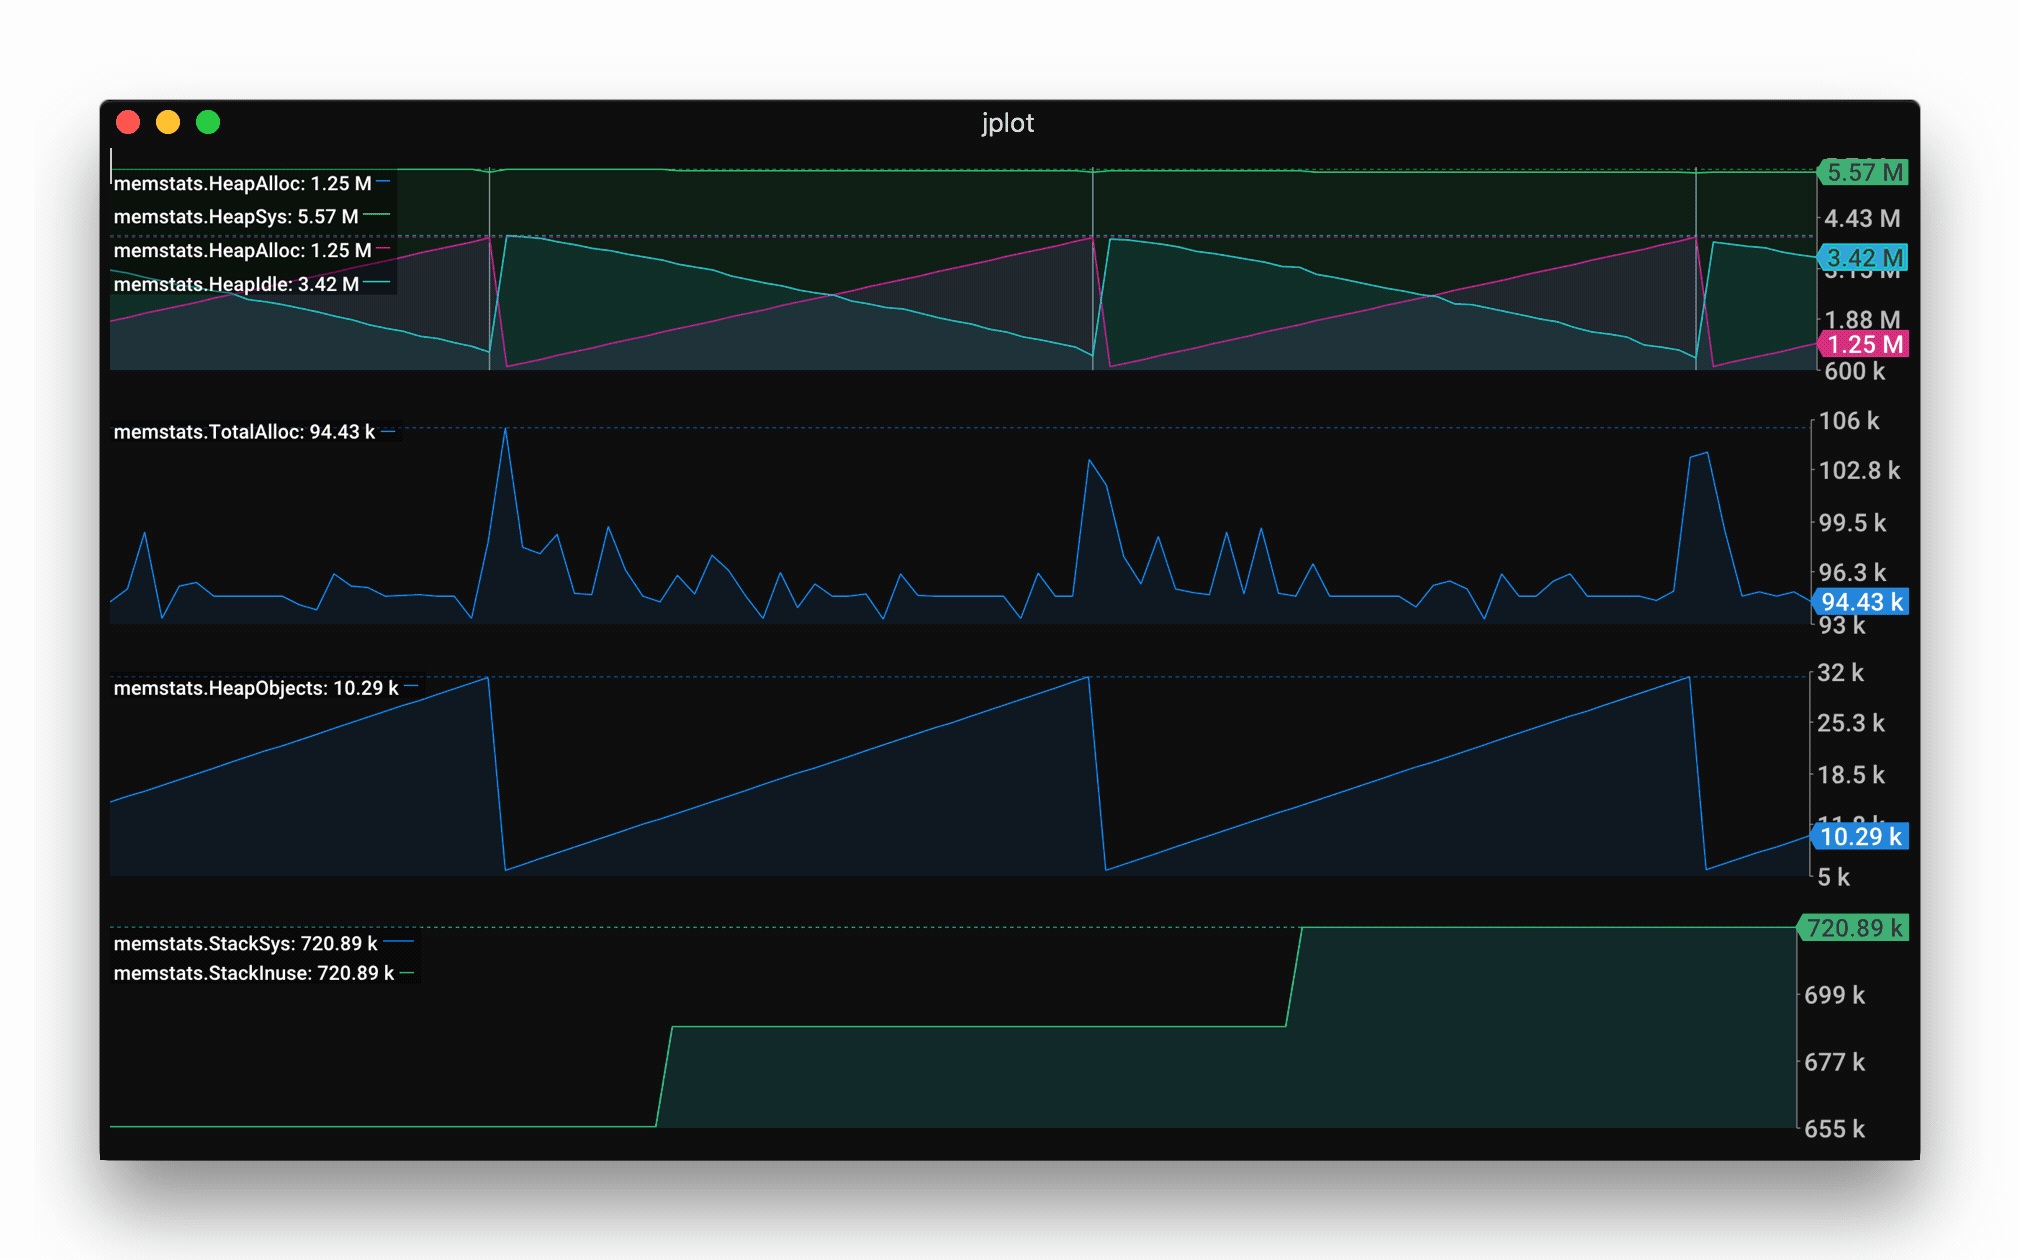 jplot
memstats.HeapAlloc: 1.25 M
memstats.HeapSys: 5.57 M
memstats.HeapAlloc: 1.25 M
memstats.HeapIdle: 3.42 M
5.57 M
4.43 M
3.42 M
1.88 M
1.25 M
600 k
memstats.TotalAlloc: 94.43 k
106 k
102.8 k
99.5 k
96.3 k
94.43 k
93 k
memstats.HeapObjects: 10.29 k
32 k
25.3 k
18.5 k
10.29 k
5 k
memstats.StackSys: 720.89 k
memstats.StackInuse: 720.89 k
720.89 k
699 k
677 k
655 k